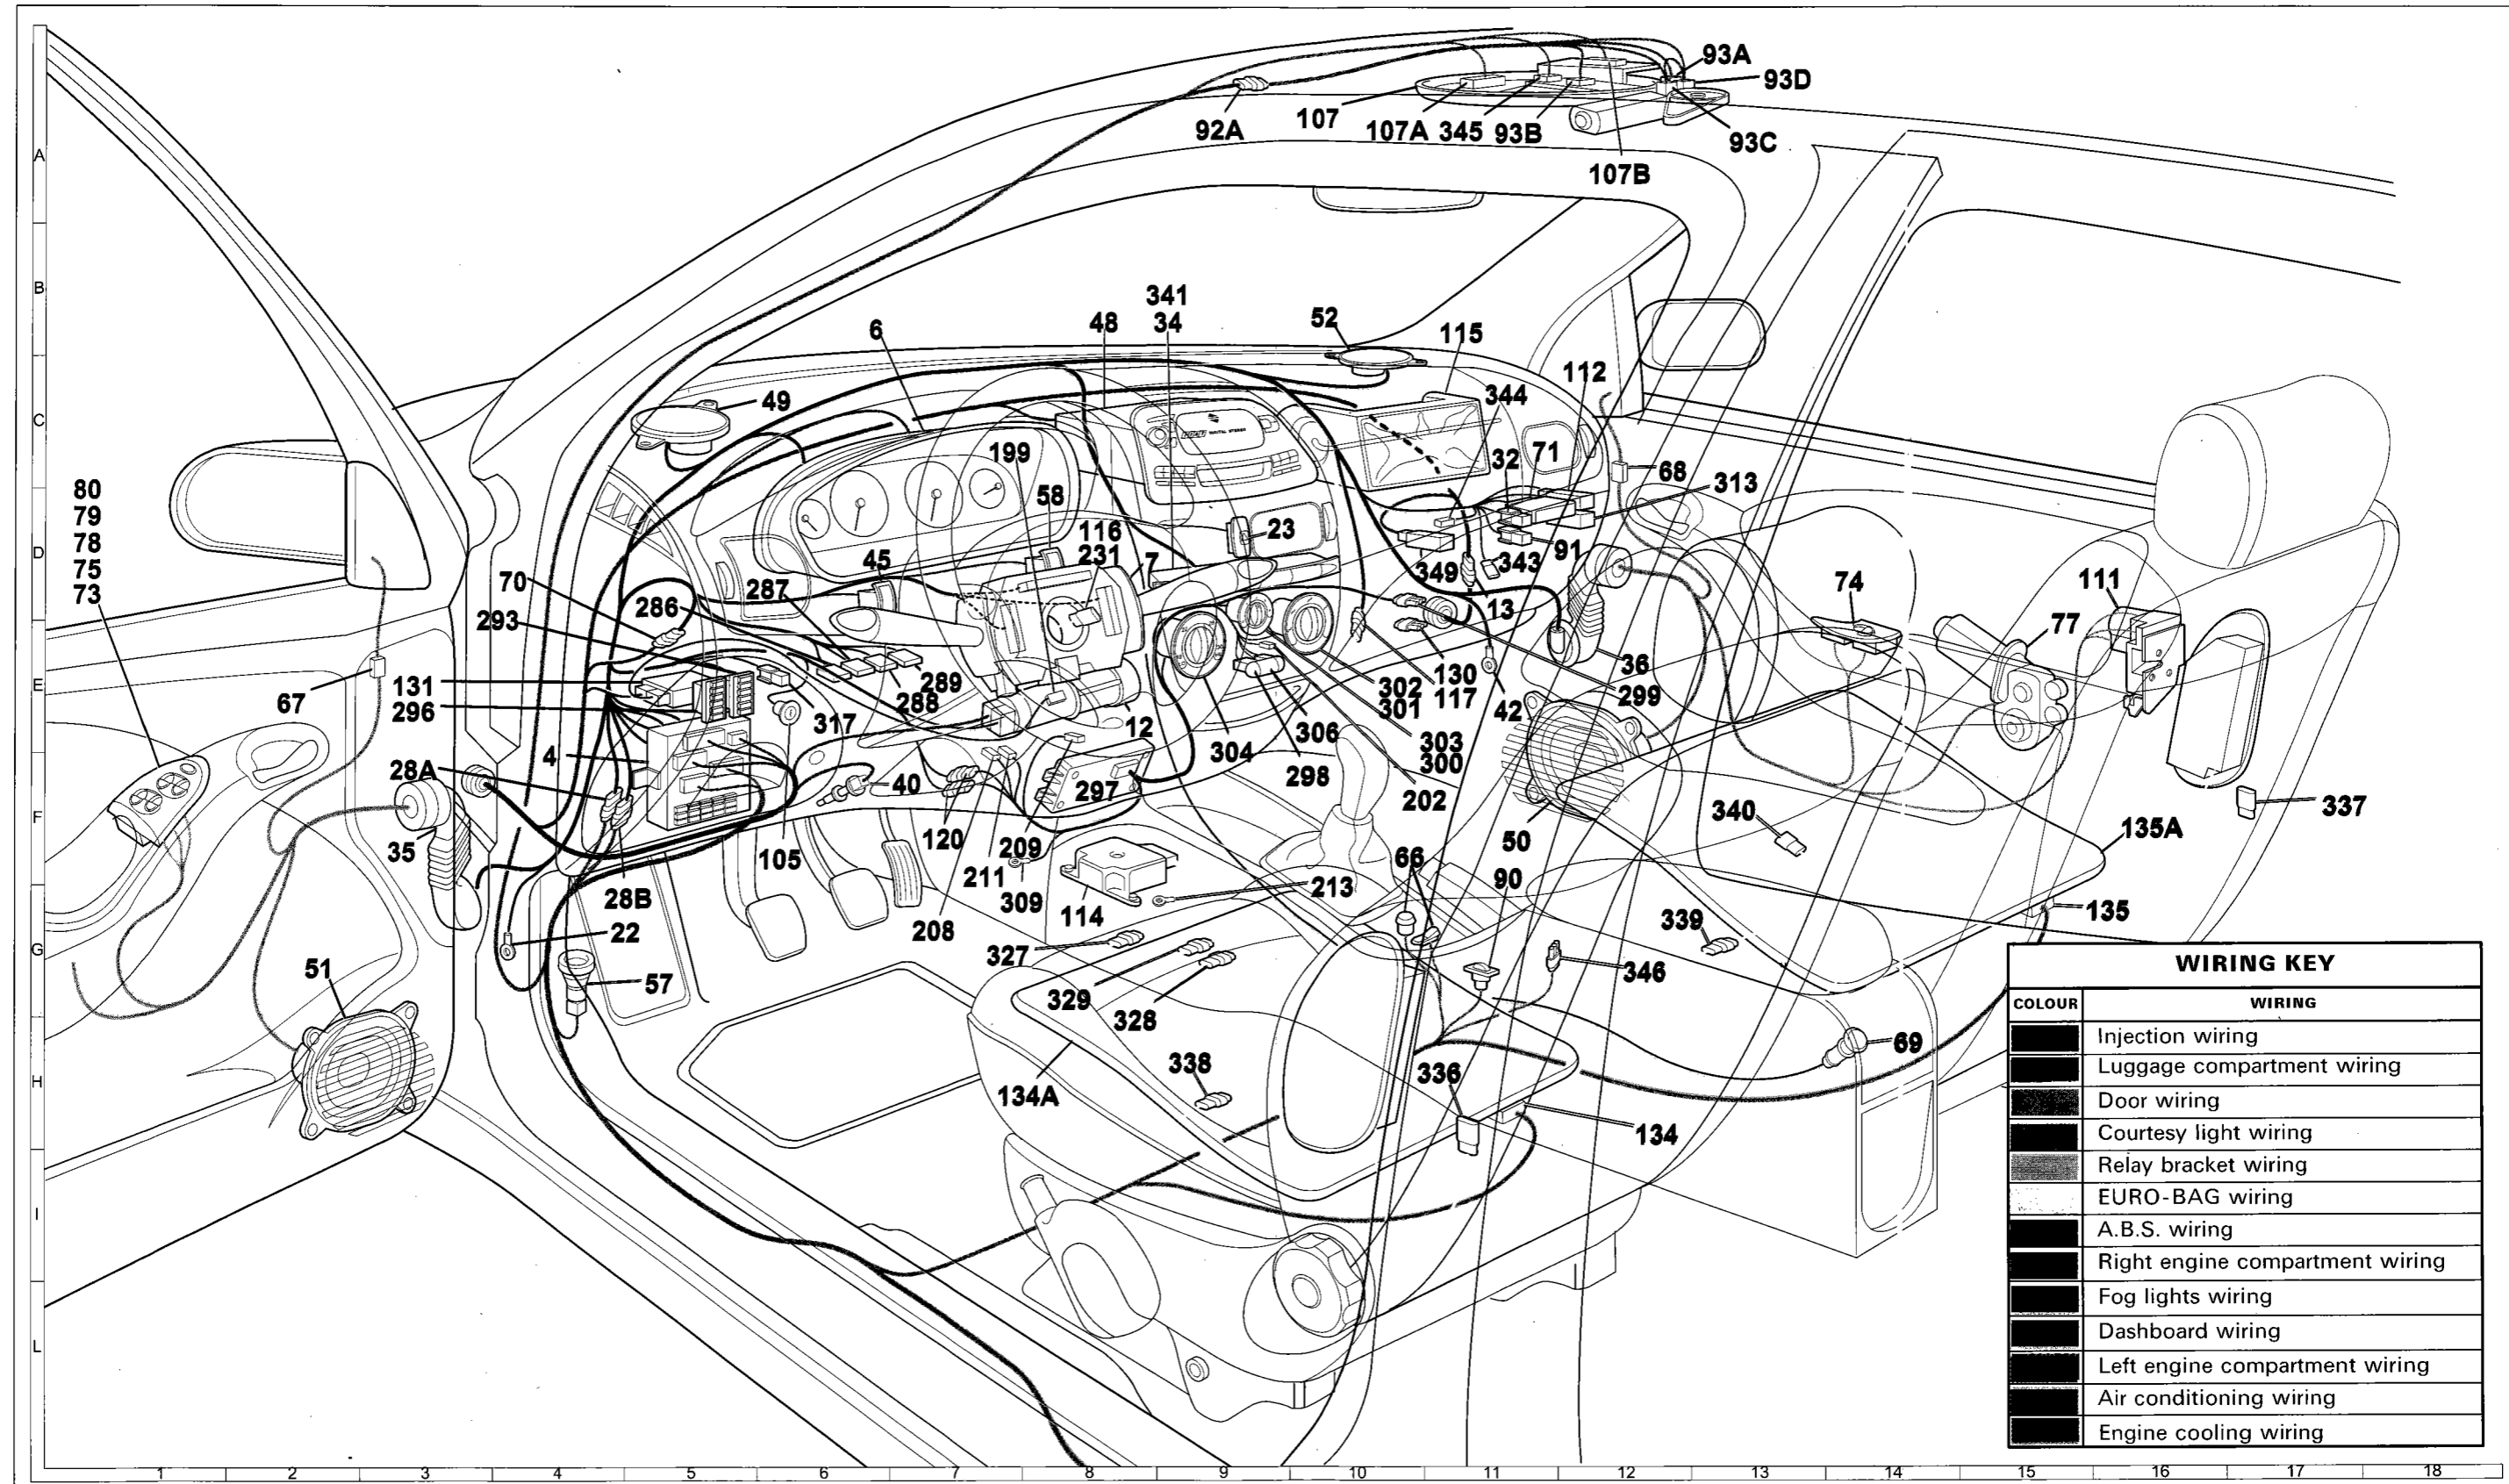 93A
93D
107
107A
345
93B
92A
93C
107B
A
B
341
34
48
52
6
115
112
344
49
C
199
32
71
68
313
58
80
79
78
75
73
23
116
231
7
D
45
91
343
349
70
287
74
111
286
13
293
77
130
117
36
131
289
302
301
299
E
67
296
288
42
317
12
306
303
300
304
4
298
28A
40
297
202
F
337
340
120
50
135A
35
105
209
66
211
90
28B
309
213
114
135
208
22
339
G
327
51
346
57
329
328
69
338
336
H
134A
134
I
L
WIRING KEY
COLOUR WIRING
Injection wiring
Luggage compartment wiring
Door wiring
Courtesy light wiring
Relay bracket wiring
EURO-BAG wiring
A.B.S. wiring
Right engine compartment wiring
Fog lights wiring
Dashboard wiring
Left engine compartment wiring
Air conditioning wiring
Engine cooling wiring
1 2 3 4 5 6 7 8 9 10 11 12 13 14 15 16 17 18